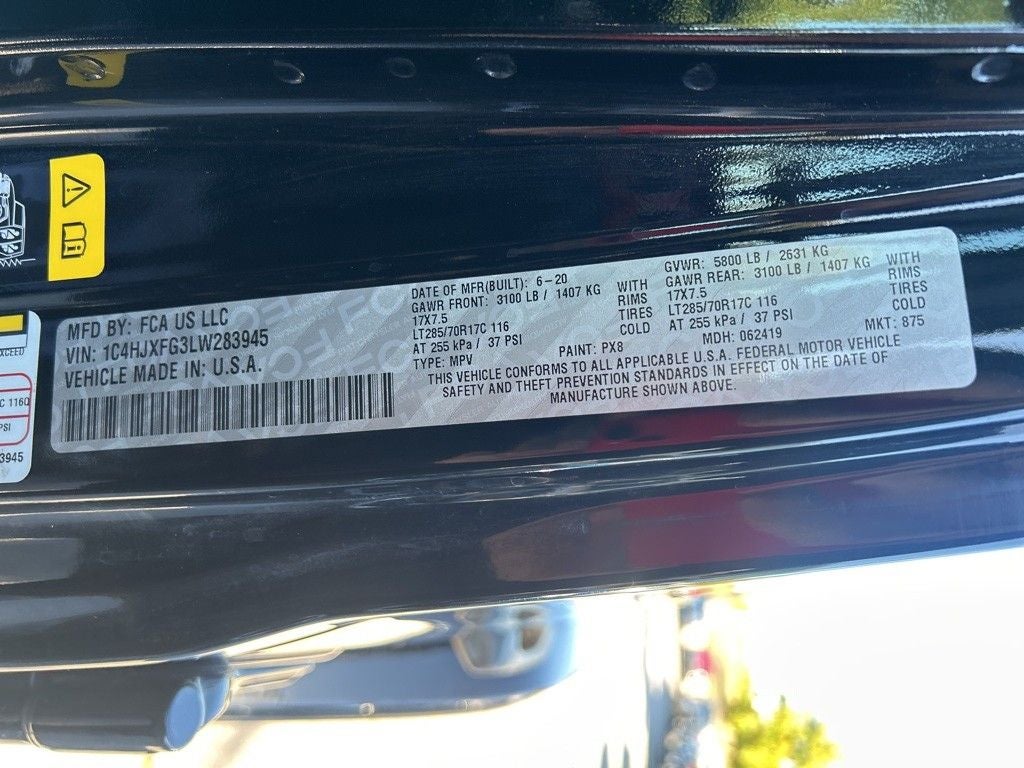 MFD BY: FCA US LLC
VIN: 1C4HJXFG3LW283945
VEHICLE MADE IN: U.S.A.
DATE OF MFR(BUILT): 6-20
GAWR FRONT: 3100 LB / 1407 KG WITH
17X7.5 RIMS
LT285/70R17C 116 TIRES
AT 255 kPa / 37 PSI COLD
TYPE: MPV PAINT: PX8
GVWR: 5800 LB / 2631 KG
GAWR REAR: 3100 LB / 1407 KG WITH
17X7.5 RIMS
LT285/70R17C 116 TIRES
AT 255 kPa / 37 PSI COLD
MDH: 062419 MKT: 875
THIS VEHICLE CONFORMS TO ALL APPLICABLE U.S.A. FEDERAL MOTOR VEHICLE
SAFETY AND THEFT PREVENTION STANDARDS IN EFFECT ON THE DATE OF
MANUFACTURE SHOWN ABOVE.
C 116Q
PSI
3945